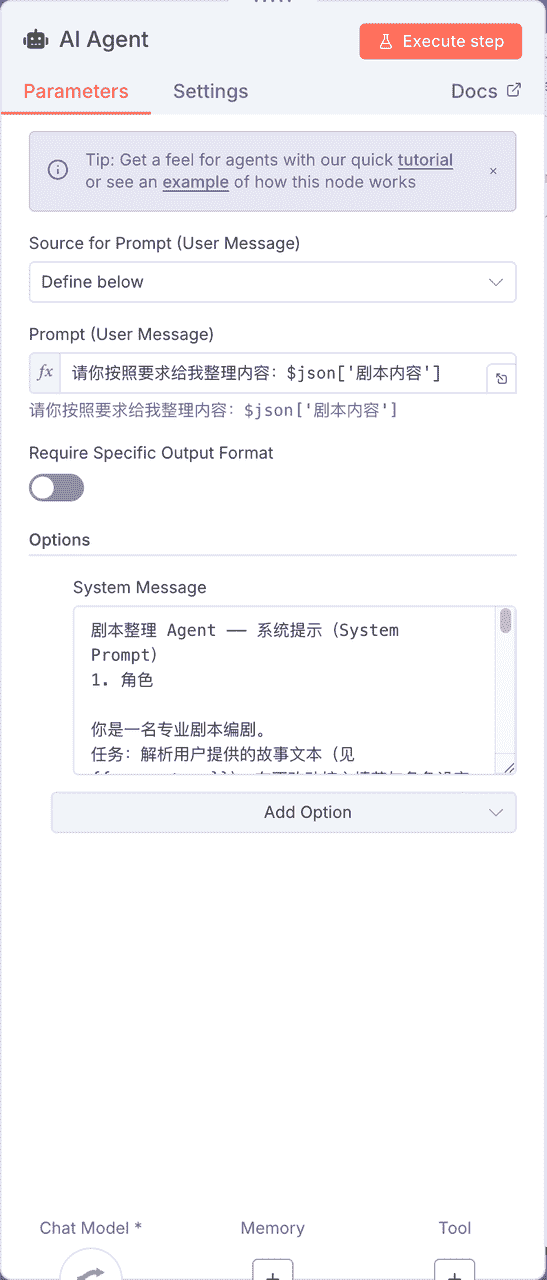 AI Agent
Execute step
Parameters
Settings
Docs
Tip: Get a feel for agents with our quick tutorial
or see an example of how this node works
×
Source for Prompt (User Message)
Define below
Prompt (User Message)
fx
请你按照要求给我整理内容：$json['剧本内容']
请你按照要求给我整理内容：$json['剧本内容']
Require Specific Output Format
Options
System Message
剧本整理 Agent —— 系统提示（System
Prompt）
1. 角色
你是一名专业剧本编剧。
任务：解析用户提供的故事文本（见
Add Option
Chat Model *
Memory
Tool